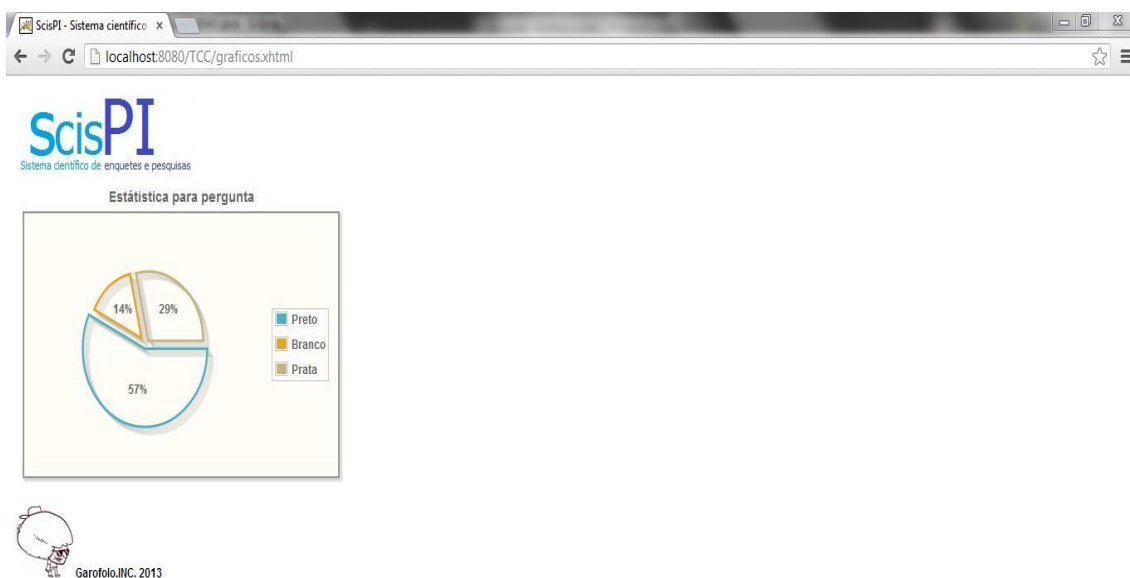 ScisPI - Sistema científico
localhost:8080/TCC/graficos.xhtml
ScisPI
Sistema científico de enquetes e pesquisas
Estátistica para pergunta
14%
29%
57%
Preto
Branco
Prata
Garofolo,INC. 2013